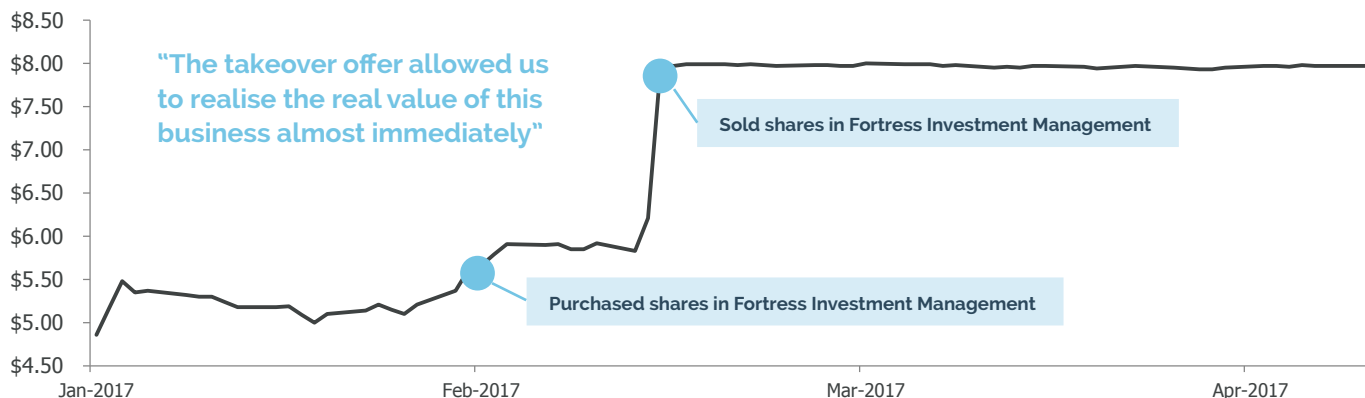 $8.50
$8.00
$7.50
$7.00
$6.50
$6.00
$5.50
$5.00
$4.50
"The takeover offer allowed us
to realise the real value of this
business almost immediately"
Sold shares in Fortress Investment Management
Purchased shares in Fortress Investment Management
Jan-2017
Feb-2017
Mar-2017
Apr-2017